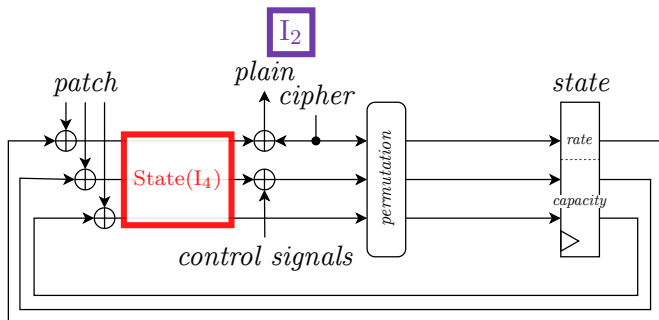 I₂
patch
plain
cipher
state
State(I₄)
permutation
rate
capacity
control signals